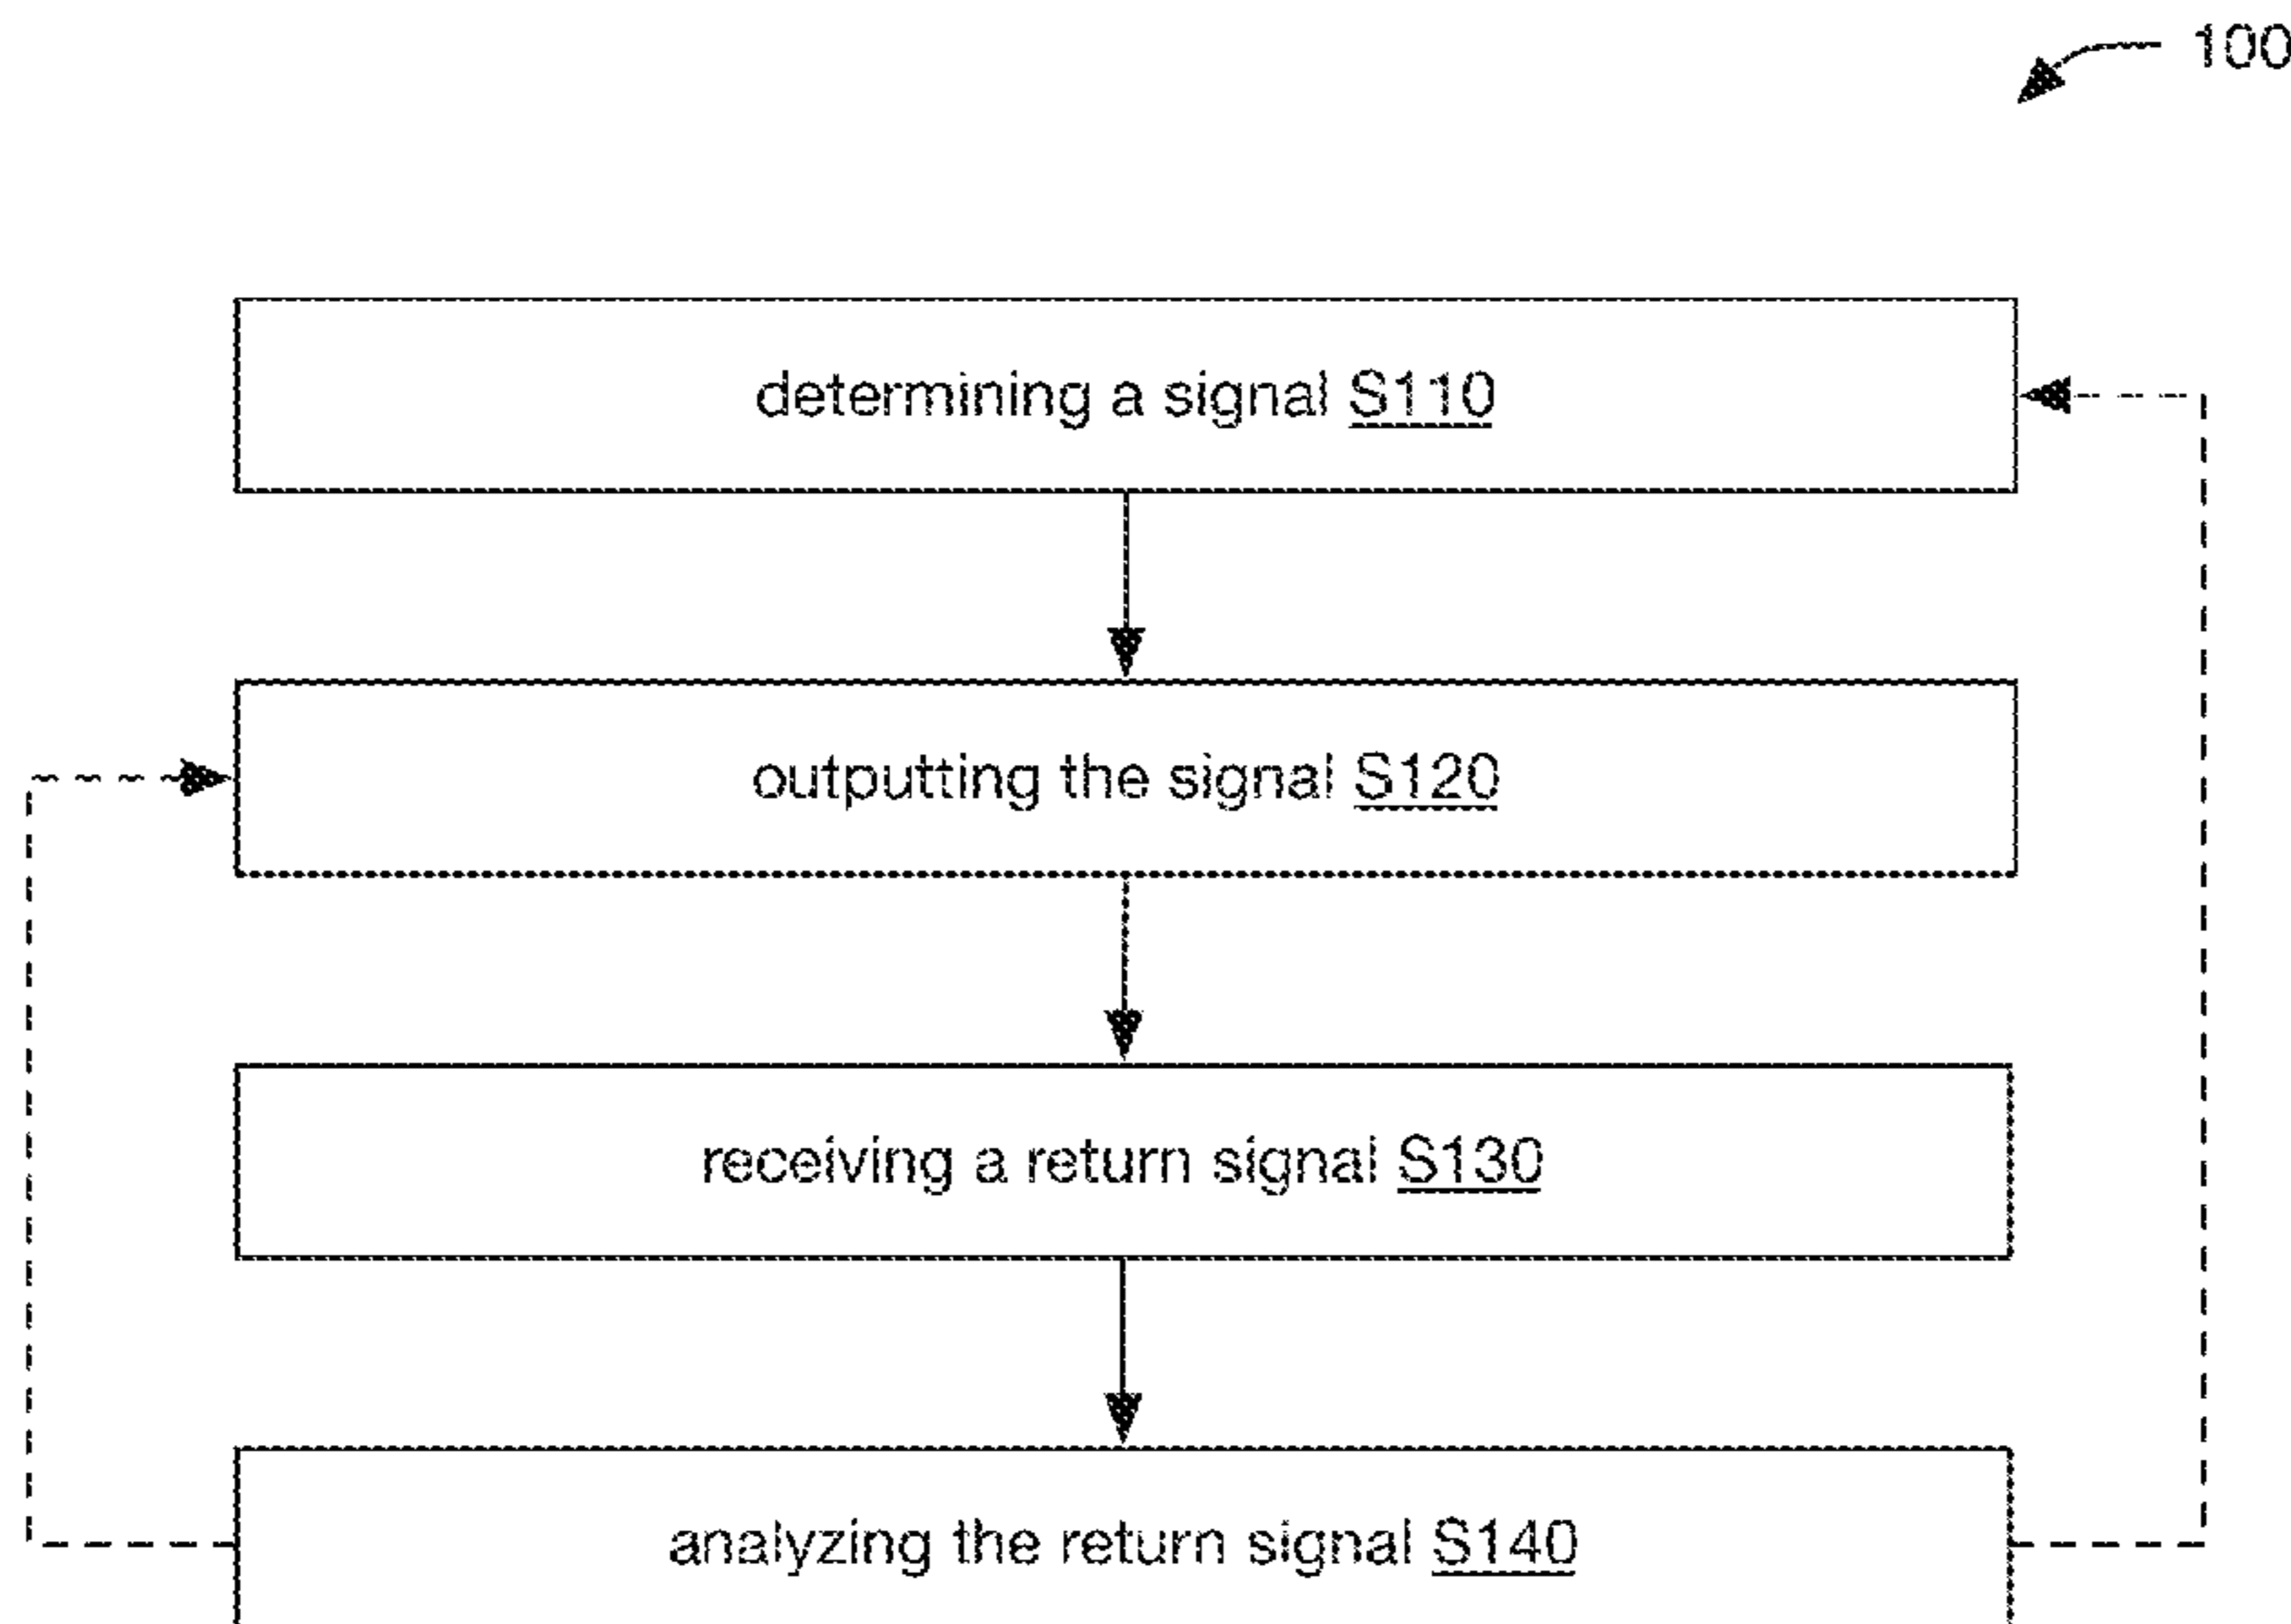 100
determining a signal S110
outputting the signal S120
receiving a return signal S130
analyzing the return signal S140